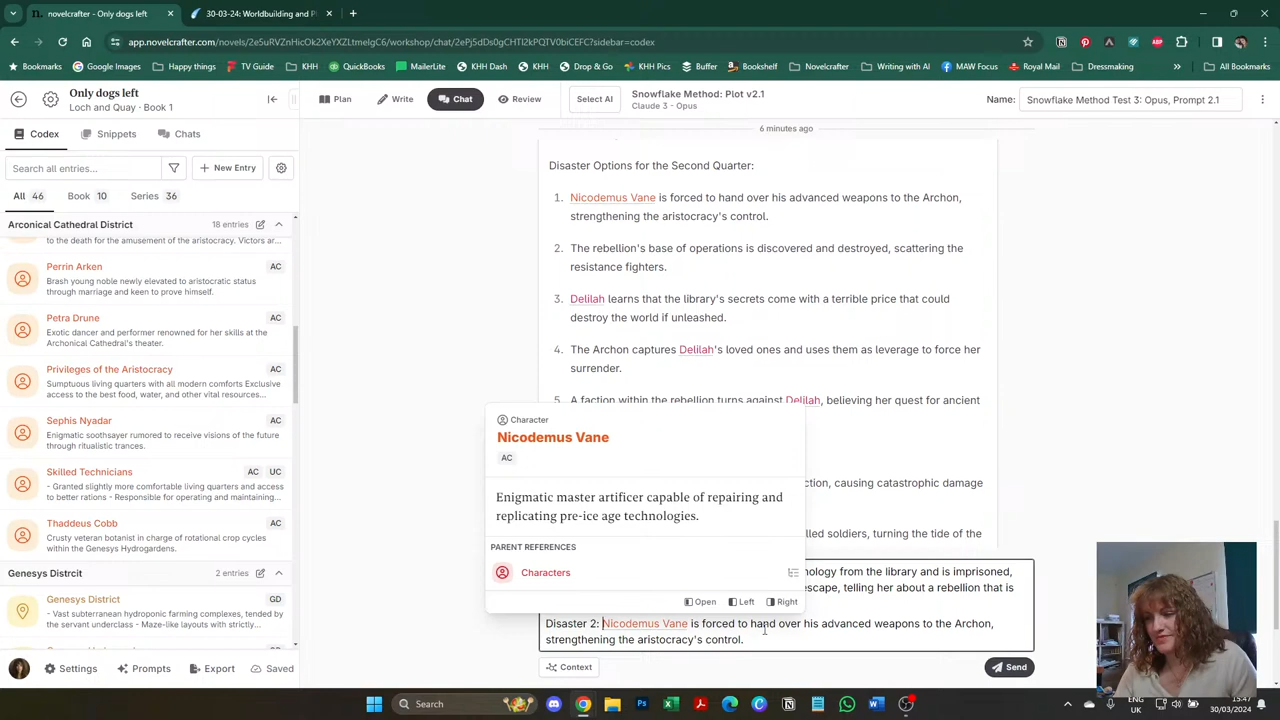 novelcrafter - Only dogs left
30-03-24: Worldbuilding and P
app.novelcrafter.com/novels/2e5uRVZnHicOk2XeYXZLtmelgC6/workshop/chat/2ePj5dDs0gCHTl2kPQTV0biCEFC?sidebar=codex
Bookmarks
Google Images
Happy things
TV Guide
KHH
QuickBooks
MailerLite
KHH
Drop & Go
KHH Pics
Buffer
Bookshelf
Writing
MAW Focus
Reedsy
Dressmaking
All Bookmarks
Only dogs left
Loch and Quay - Book 1
Plan
Write
Chat
Review
Select AI
Snowflake Method: Plot v2.1
Claude 3 - Opus
Name:
Snowflake Method Test 3: Opus, Prompt 2.1
Codex
Snippets
Chats
Search all entries...
+ New Entry
All 46
Book 10
Series 36
Arconical Cathedral District
18 entries
to the death for the amusement of the aristocracy. Victors ar...
Perrin Arken
AC
Brash young noble newly elevated to aristocratic status
through marriage and keen to prove himself.
Petra Drune
AC
Exotic dancer and performer renowned for her skills at the
Archonical Cathedral's theater.
Privileges of the Aristocracy
AC
Sumptuous living quarters with all modern comforts Exclusive
access to the best food, water, and other vital resources...
Sephis Nyadar
AC
Enigmatic soothsayer rumored to receive visions of the future
through ritualistic trances.
Skilled Technicians
AC
UC
- Granted slightly more comfortable living quarters and access
to better rations - Responsible for operating and maintaining...
Thaddeus Cobb
AC
Crusty veteran botanist in charge of rotational crop cycles
within the Genesys Hydrogardens.
Genesys Distrcit
2 entries
Genesys District
GD
- Vast subterranean hydroponic farming complexes, tended by
the servant underclass - Maze-like layouts with strictly...
Settings
Prompts
Export
Saved
6 minutes ago
Disaster Options for the Second Quarter:
1. Nicodemus Vane is forced to hand over his advanced weapons to the Archon,
strengthening the aristocracy's control.
2. The rebellion's base of operations is discovered and destroyed, scattering the
resistance fighters.
3. Delilah learns that the library's secrets come with a terrible price that could
destroy the world if unleashed.
4. The Archon captures Delilah's loved ones and uses them as leverage to force her
surrender.
5. A faction within the rebellion turns against Delilah, believing her quest for ancient
ction, causing catastrophic damage
lled soldiers, turning the tide of the
Character
Nicodemus Vane
AC
Enigmatic master artificer capable of repairing and
replicating pre-ice age technologies.
PARENT REFERENCES
Characters
Open
Left
Right
nology from the library and is imprisoned,
escape, telling her about a rebellion that is
Disaster 2: Nicodemus Vane is forced to hand over his advanced weapons to the Archon,
strengthening the aristocracy's control.
Context
Send
Search
ENG
UK
15:47
30/03/2024